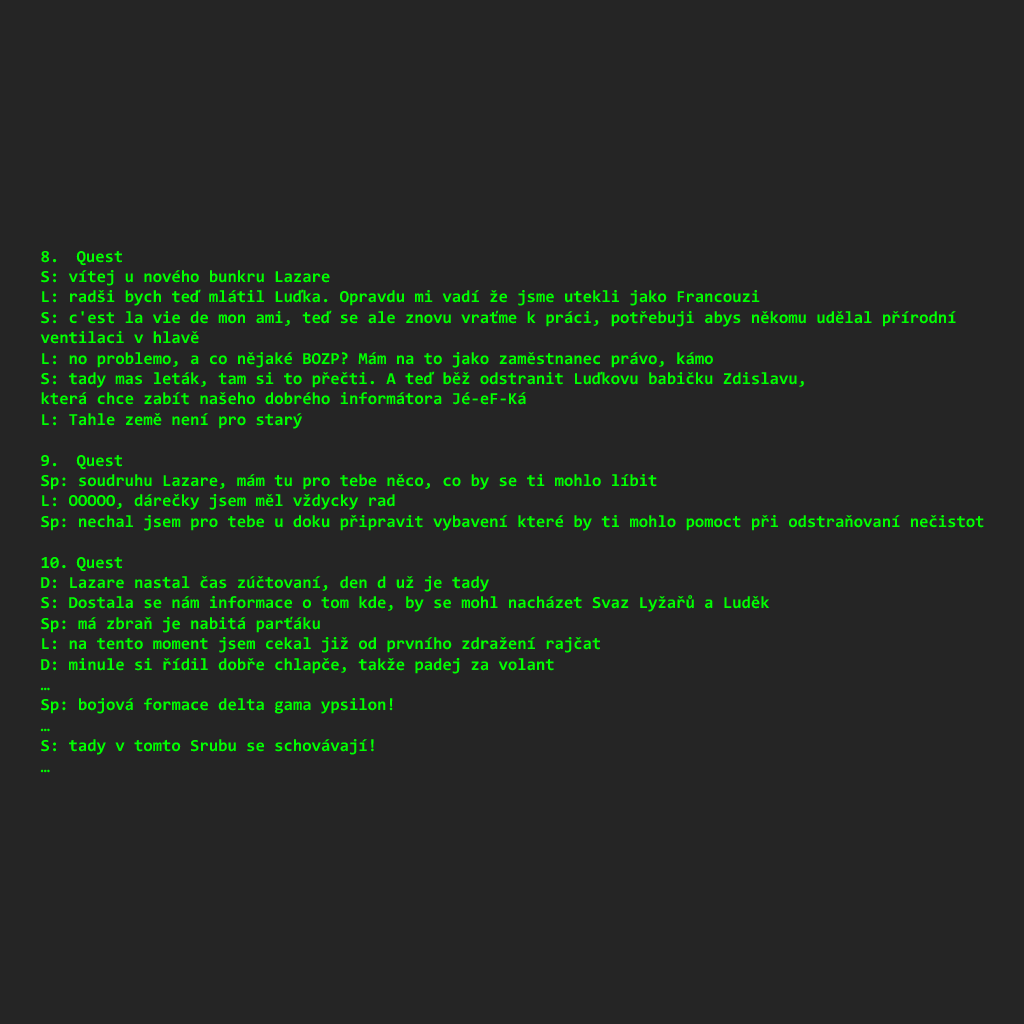 8.  Quest
S: vítej u nového bunkru Lazare
L: radši bych teď mlátil Luďka. Opravdu mi vadí že jsme utekli jako Francouzi
S: c'est la vie de mon ami, teď se ale znovu vraťme k práci, potřebuji abys někomu udělal přírodní
ventilaci v hlavě
L: no problemo, a co nějaké BOZP? Mám na to jako zaměstnanec právo, kámo
S: tady mas leták, tam si to přečti. A teď běž odstranit Luďkovu babičku Zdislavu,
která chce zabít našeho dobrého informátora Jé-eF-Ká
L: Tahle země není pro starý

9.  Quest
Sp: soudruhu Lazare, mám tu pro tebe něco, co by se ti mohlo líbit
L: OOOOO, dárečky jsem měl vždycky rad
Sp: nechal jsem pro tebe u doku připravit vybavení které by ti mohlo pomoct při odstraňovaní nečistot

10. Quest
D: Lazare nastal čas zúčtovaní, den d už je tady
S: Dostala se nám informace o tom kde, by se mohl nacházet Svaz Lyžařů a Luděk
Sp: má zbraň je nabitá parťáku
L: na tento moment jsem cekal již od prvního zdražení rajčat
D: minule si řídil dobře chlapče, takže padej za volant
…
Sp: bojová formace delta gama ypsilon!
…
S: tady v tomto Srubu se schovávají!
…